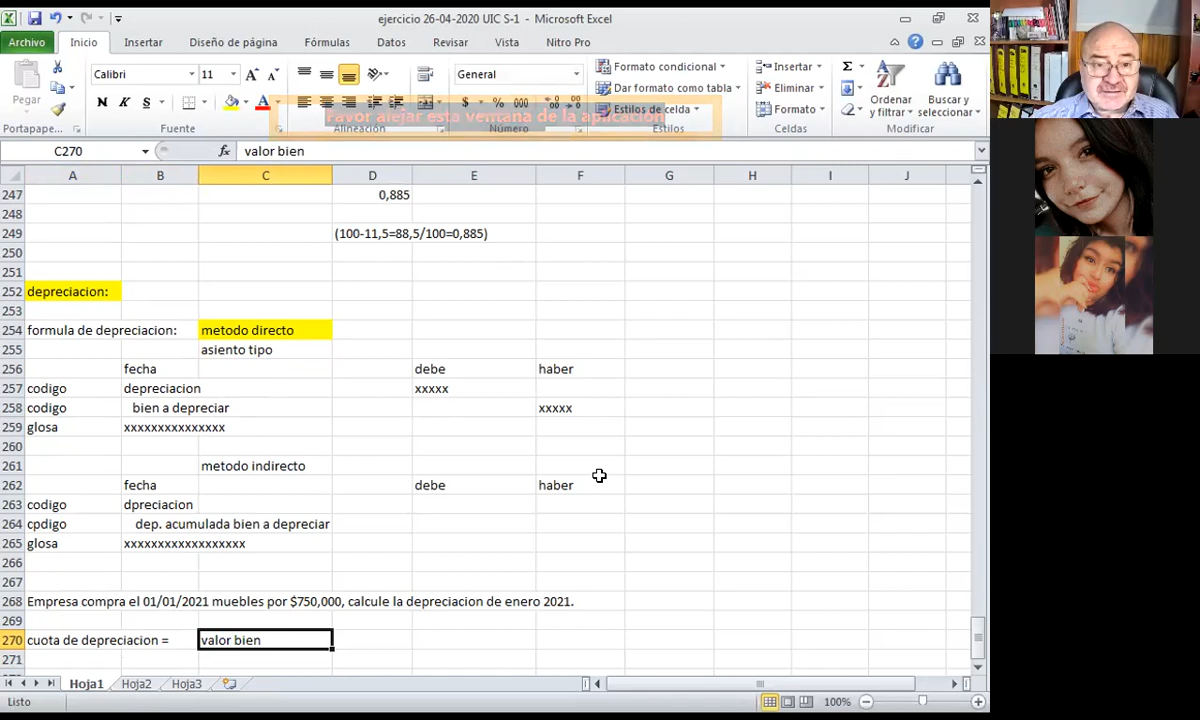 ejercicio 26-04-2020 UIC S-1 - Microsoft Excel
Archivo Inicio Insertar Diseño de página Fórmulas Datos Revisar Vista Nitro Pro
Pegar
Calibri 11
General
Formato condicional
Dar formato como tabla
Estilos de celda
Insertar
Eliminar
Formato
Ordenar y filtrar
Buscar y seleccionar
Favor alejar esta ventana de la aplicación
Portapape... Fuente Alineación Número Estilos Celdas Modificar
C270 fx valor bien
A B C D E F G H I J
247 0,885
248
249 (100-11,5=88,5/100=0,885)
250
251
252 depreciacion:
253
254 formula de depreciacion: metodo directo
255 asiento tipo
256 fecha debe haber
257 codigo depreciacion xxxxx
258 codigo bien a depreciar xxxxx
259 glosa xxxxxxxxxxxxxxx
260
261 metodo indirecto
262 fecha debe haber
263 codigo dpreciacion
264 cpdigo dep. acumulada bien a depreciar
265 glosa xxxxxxxxxxxxxxxxxx
266
267
268 Empresa compra el 01/01/2021 muebles por $750,000, calcule la depreciacion de enero 2021.
269
270 cuota de depreciacion = valor bien
271
Hoja1 Hoja2 Hoja3
Listo 100%